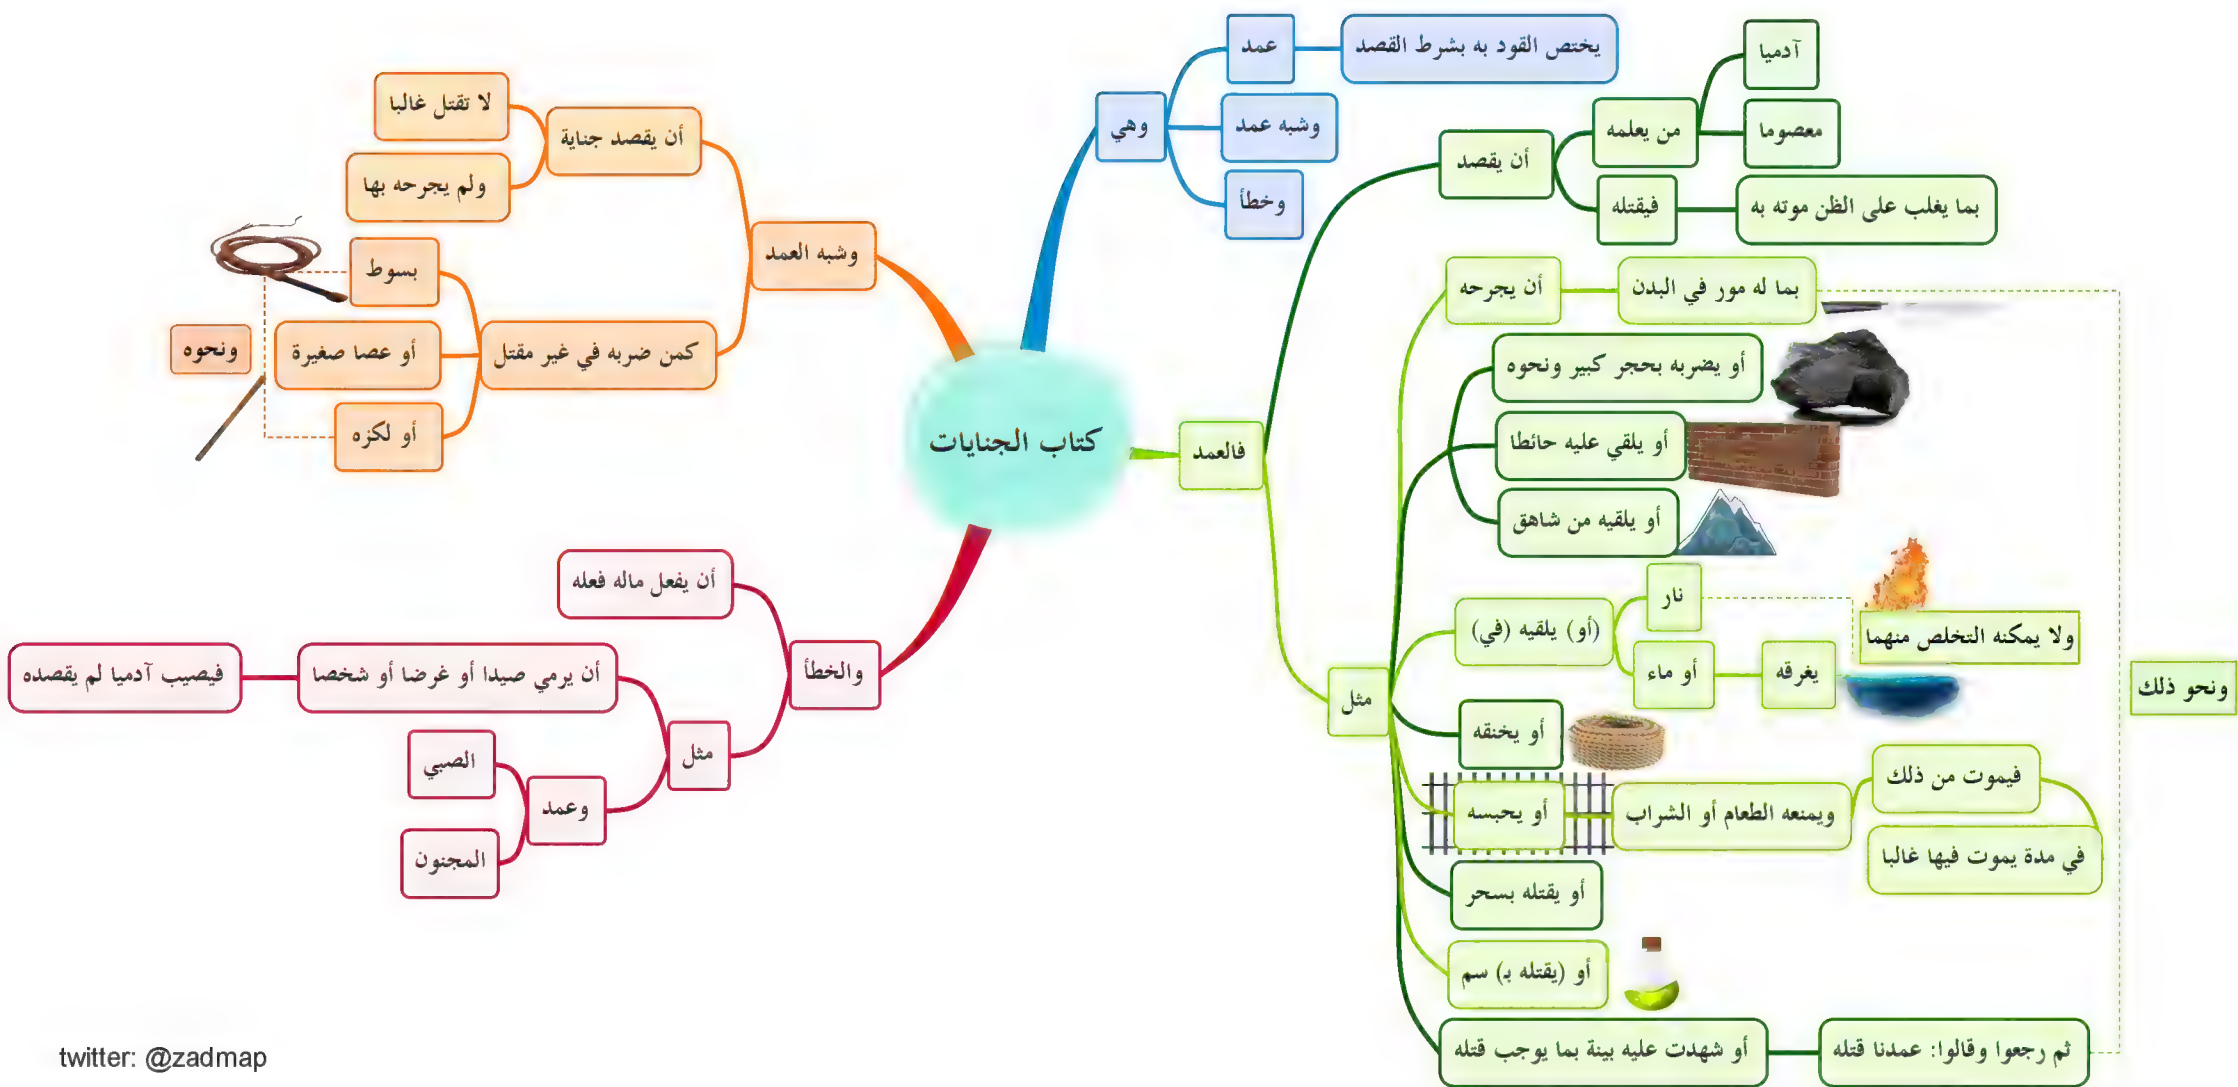 كتاب الجنايات
وهي
عمد
يختص القود به بشرط القصد
وشبه عمد
وخطأ
فالعمد
أن يقصد
من يعلمه
آدميا
معصوما
فيقتله
بما يغلب على الظن موته به
مثل
أن يجرحه
بما له مور في البدن
أو يضربه بحجر كبير ونحوه
أو يلقي عليه حائطا
أو يلقيه من شاهق
(أو) يلقيه (في)
نار
أو ماء
يغرقه
ولا يمكنه التخلص منهما
أو يخنقه
أو يحبسه
ويمنعه الطعام أو الشراب
فيموت من ذلك
في مدة يموت فيها غالبا
أو يقتله بسحر
أو (يقتله بـ) سم
أو شهدت عليه بينة بما يوجب قتله
ثم رجعوا وقالوا: عمدنا قتله
ونحو ذلك
وشبه العمد
أن يقصد جناية
لا تقتل غالبا
ولم يجرحه بها
كمن ضربه في غير مقتل
بسوط
أو عصا صغيرة
أو لكزه
ونحوه
والخطأ
أن يفعل ماله فعله
مثل
أن يرمي صيدا أو غرضا أو شخصا
فيصيب آدميا لم يقصده
وعمد
الصبي
المجنون
twitter: @zadmap